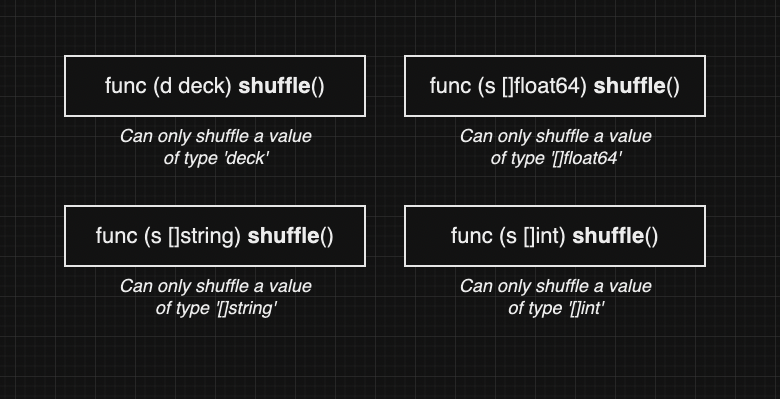 func (d deck) shuffle()
func (s []float64) shuffle()
Can only shuffle a value
of type 'deck'
Can only shuffle a value
of type '[]float64'
func (s []string) shuffle()
func (s []int) shuffle()
Can only shuffle a value
of type '[]string'
Can only shuffle a value
of type '[]int'